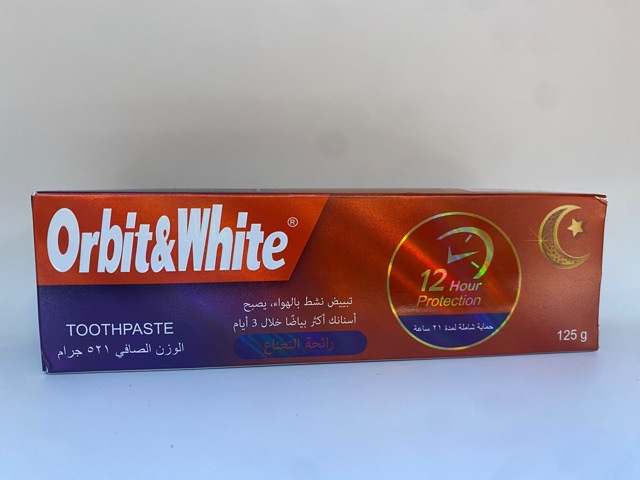 Orbit&White®
TOOTHPASTE
الوزن الصافي ٥٢١ جرام
تبييض نشط بالهواء، يصبح
أسنانك أكثر بياضًا خلال 3 أيام
رائحة النعناع
12 Hour
Protection
حماية شاملة لمدة ٢١ ساعة
125 g